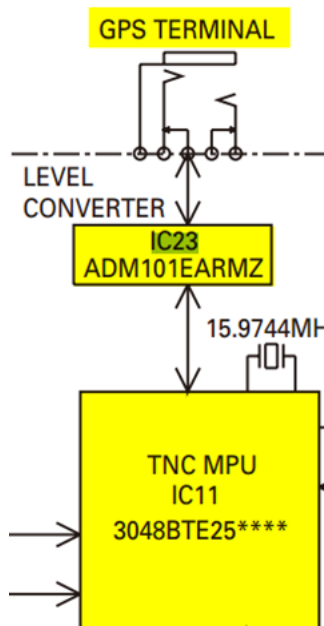 GPS TERMINAL
LEVEL
CONVERTER
IC23
ADM101EARMZ
15.9744MH
TNC MPU
IC11
3048BTE25****